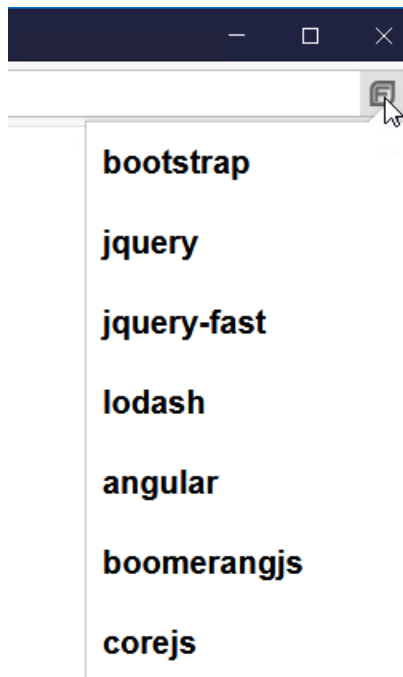 bootstrap
jquery
jquery-fast
lodash
angular
boomerangjs
corejs